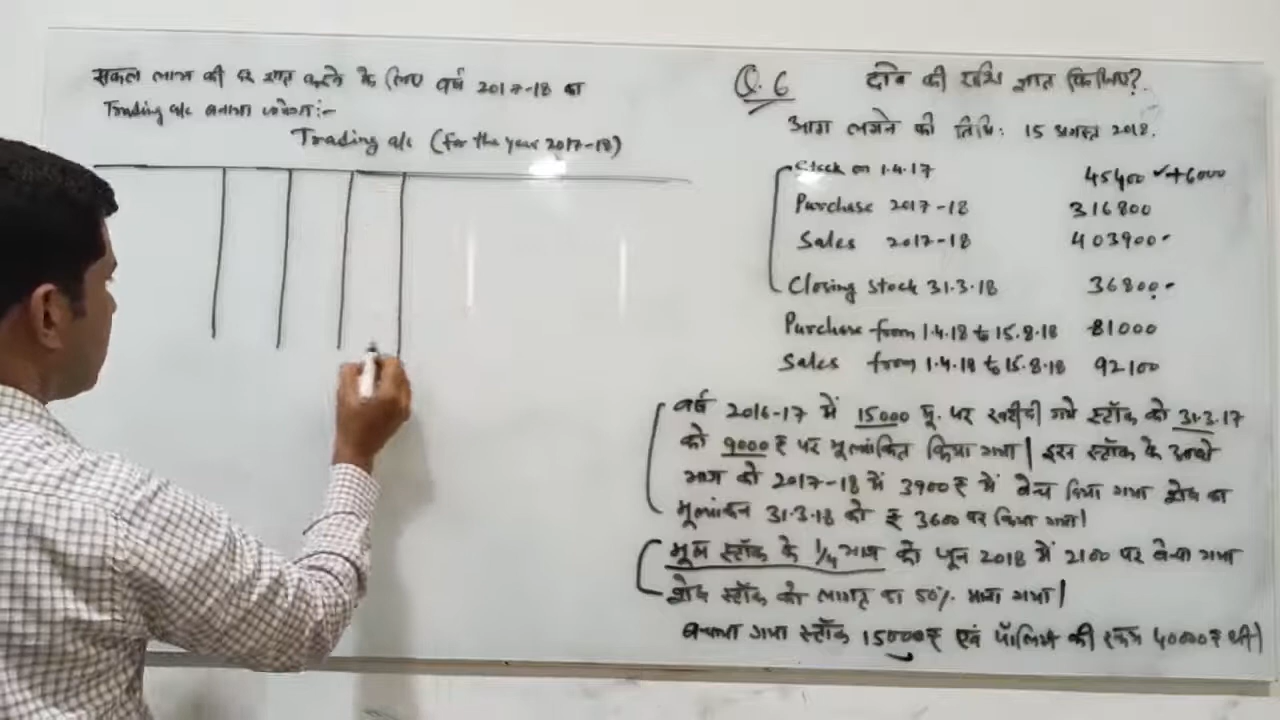 सकल लाभ की दर ज्ञात करने के लिए वर्ष 2017-18 का
Trading a/c बनाना
Trading a/c (for the year 2017-18)
Q. 6 दावे की राशि ज्ञात कीजिए?
आग लगने की तिथि: 15 अगस्त 2018.
Stock on 1.4.17 45400 ✓+6000
Purchase 2017-18 316800
Sales 2017-18 403900
Closing Stock 31.3.18 36800
Purchase from 1.4.18 to 15.8.18 81000
Sales from 1.4.18 to 15.8.18 92100
वर्ष 2016-17 में 15000 रू. पर खरीदी गये स्टॉक को 31.3.17
को 9000 ₹ पर मूल्यांकित किया गया| इस स्टॉक के आधे
भाग को 2017-18 में 3900 ₹ में बेच दिया गया शेष का
मूल्यांकन 31.3.18 को ₹ 3600 पर किया गया|
मूल स्टॉक के 1/4 भाग को जून 2018 में 2100 पर बेचा गया
शेष स्टॉक को लागत का 50% माना गया|
बचाया गया स्टॉक 15000 ₹ एवं पॉलिसी की रकम 40000 ₹ थी|